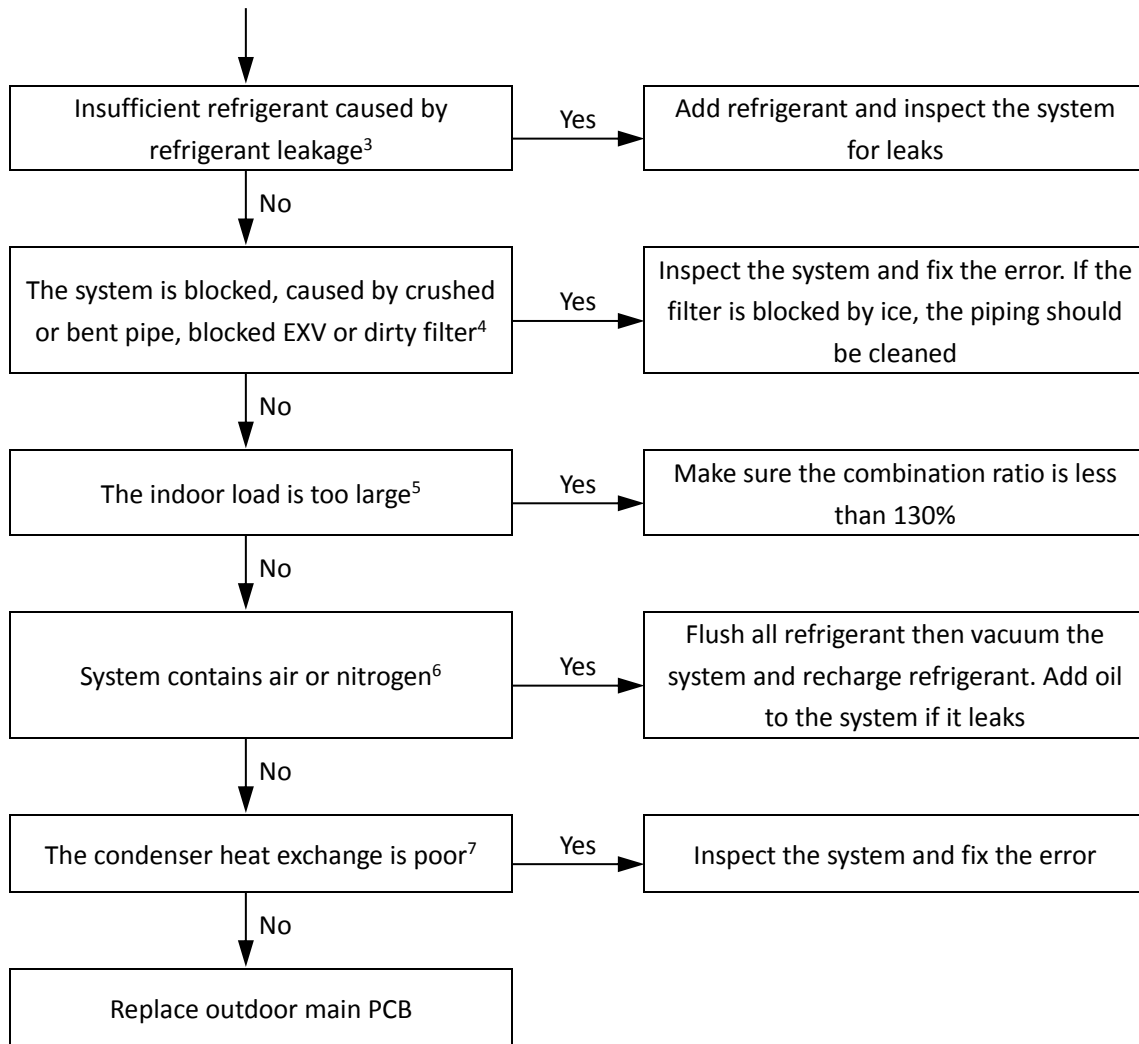 Insufficient refrigerant caused by
refrigerant leakage³
Yes
Add refrigerant and inspect the system
for leaks
No
The system is blocked, caused by crushed
or bent pipe, blocked EXV or dirty filter⁴
Yes
Inspect the system and fix the error. If the
filter is blocked by ice, the piping should
be cleaned
No
The indoor load is too large⁵
Yes
Make sure the combination ratio is less
than 130%
No
System contains air or nitrogen⁶
Yes
Flush all refrigerant then vacuum the
system and recharge refrigerant. Add oil
to the system if it leaks
No
The condenser heat exchange is poor⁷
Yes
Inspect the system and fix the error
No
Replace outdoor main PCB